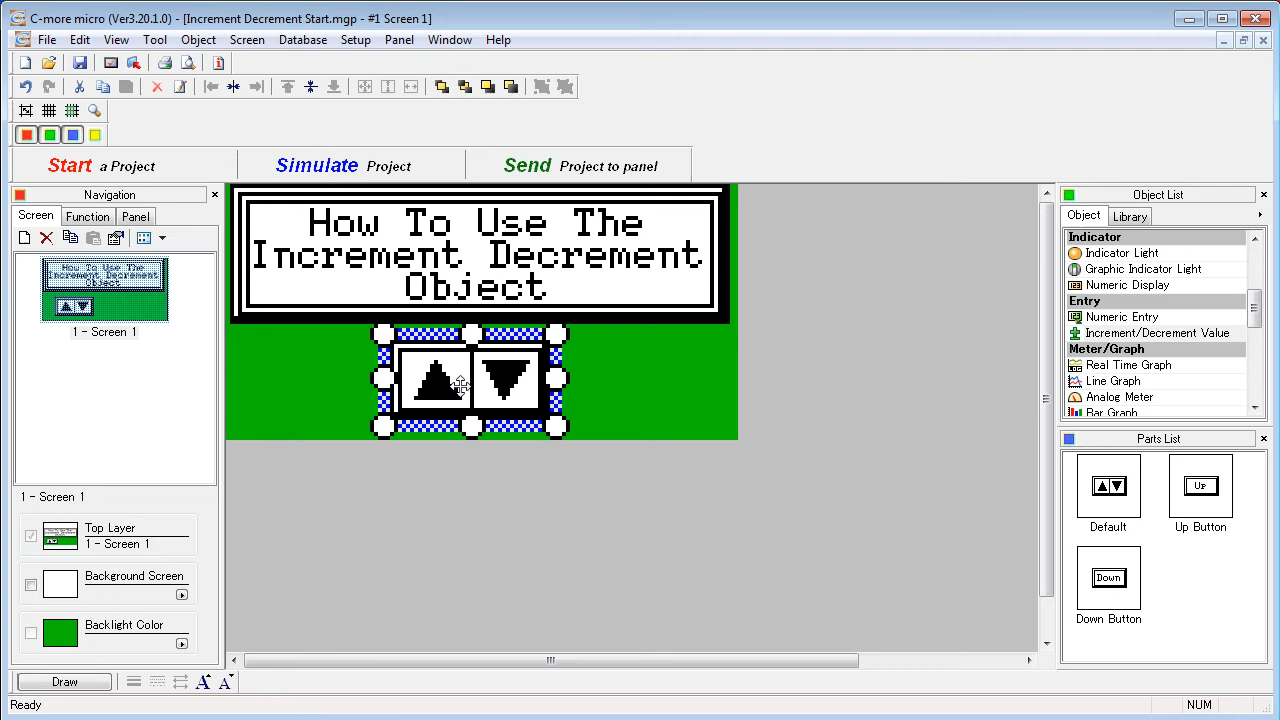 C-more micro (Ver3.20.1.0) - [Increment Decrement Start.mgp - #1 Screen 1]
File Edit View Tool Object Screen Database Setup Panel Window Help
Start a Project Simulate Project Send Project to panel
Navigation
Screen Function Panel
1 - Screen 1
1 - Screen 1
Top Layer
1 - Screen 1
Background Screen
Backlight Color
How To Use The
Increment Decrement
Object
Object List
Object Library
Indicator
Indicator Light
Graphic Indicator Light
Numeric Display
Entry
Numeric Entry
Inctement/Decrement Value
Meter/Graph
Real Time Graph
Line Graph
Analog Meter
Bar Graph
Parts List
Up
Default Up Button
Down
Down Button
Draw
Ready NUM